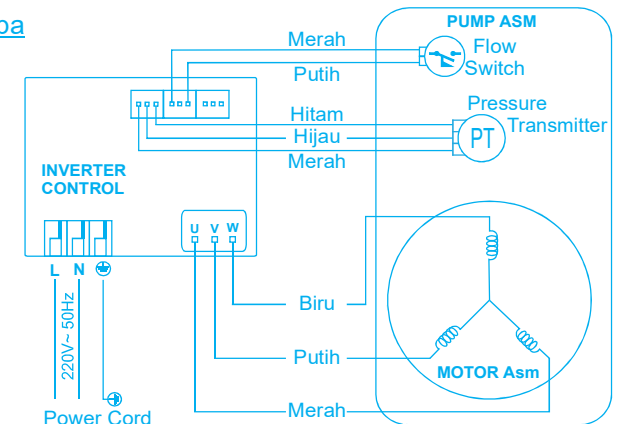 PUMP ASM
Merah
Flow
Switch
Putih
Pressure
Transmitter
Hitam
Hijau
PT
Merah
INVERTER
CONTROL
U V W
L N
220V~ 50Hz
Biru
Putih
MOTOR Asm
Merah
Power Cord